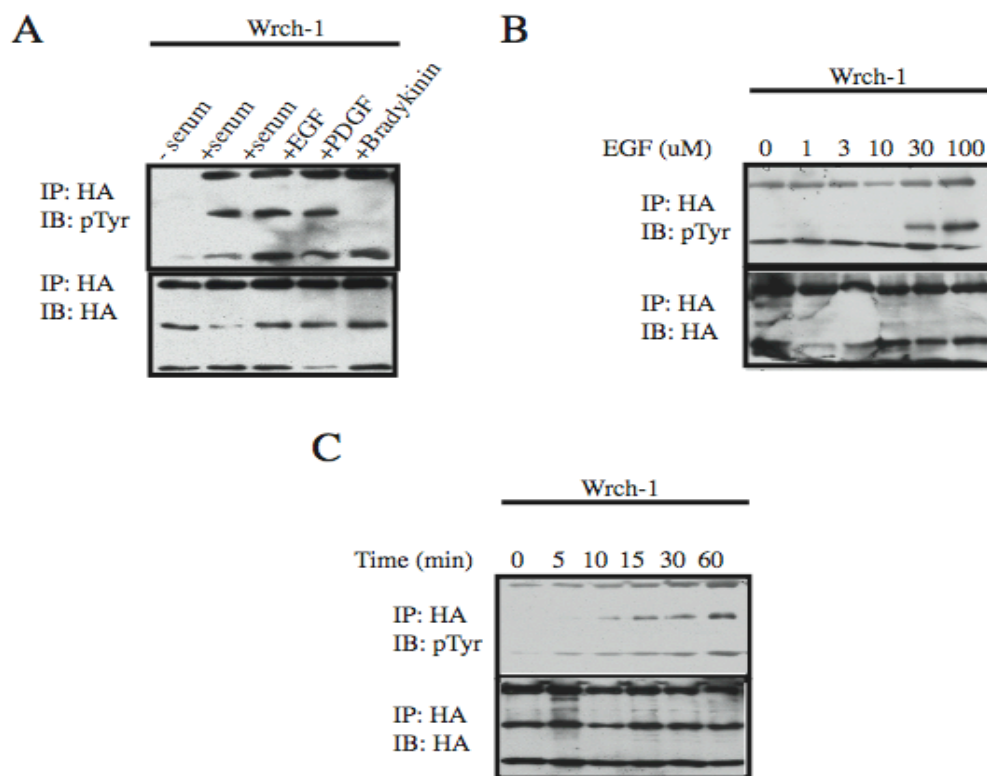 A
Wrch-1
- serum +serum +serum +EGF +PDGF +Bradykinin
IP: HA
IB: pTyr
IP: HA
IB: HA
B
Wrch-1
EGF (uM) 0 1 3 10 30 100
IP: HA
IB: pTyr
IP: HA
IB: HA
C
Wrch-1
Time (min) 0 5 10 15 30 60
IP: HA
IB: pTyr
IP: HA
IB: HA